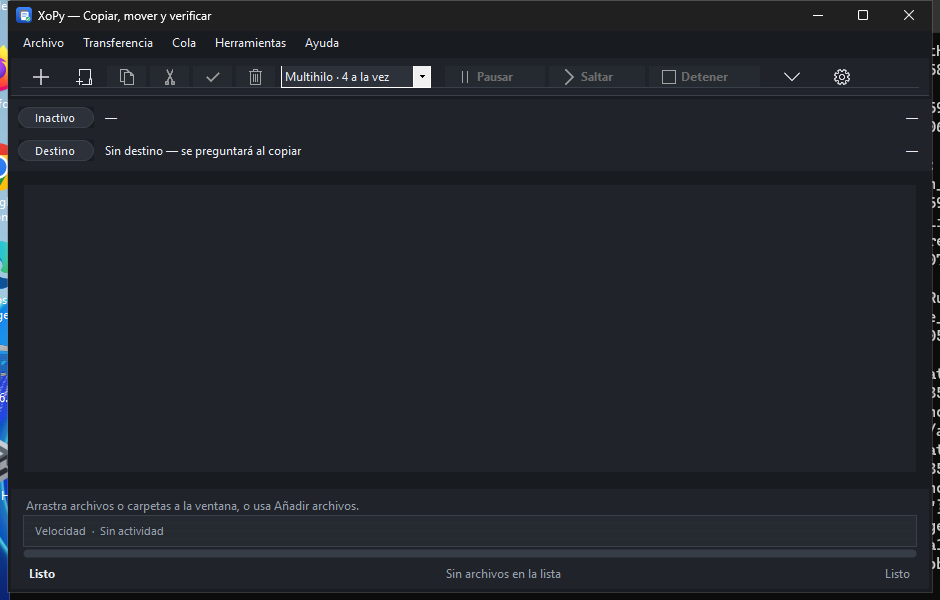 XoPy — Copiar, mover y verificar
Archivo Transferencia Cola Herramientas Ayuda
Multihilo · 4 a la vez Pausar Saltar Detener
Inactivo —
Destino Sin destino — se preguntará al copiar
Arrastra archivos o carpetas a la ventana, o usa Añadir archivos.
Velocidad · Sin actividad
Listo Sin archivos en la lista Listo